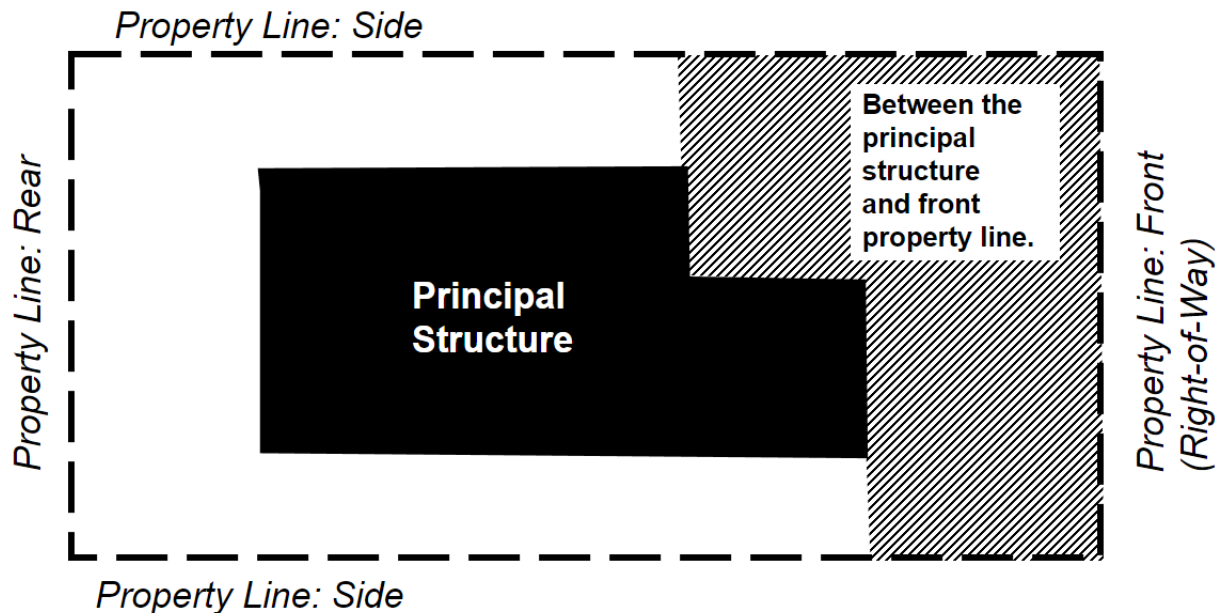 Property Line: Side
Property Line: Rear
Between the
principal
structure
and front
property line.
Principal
Structure
Property Line: Front
(Right-of-Way)
Property Line: Side